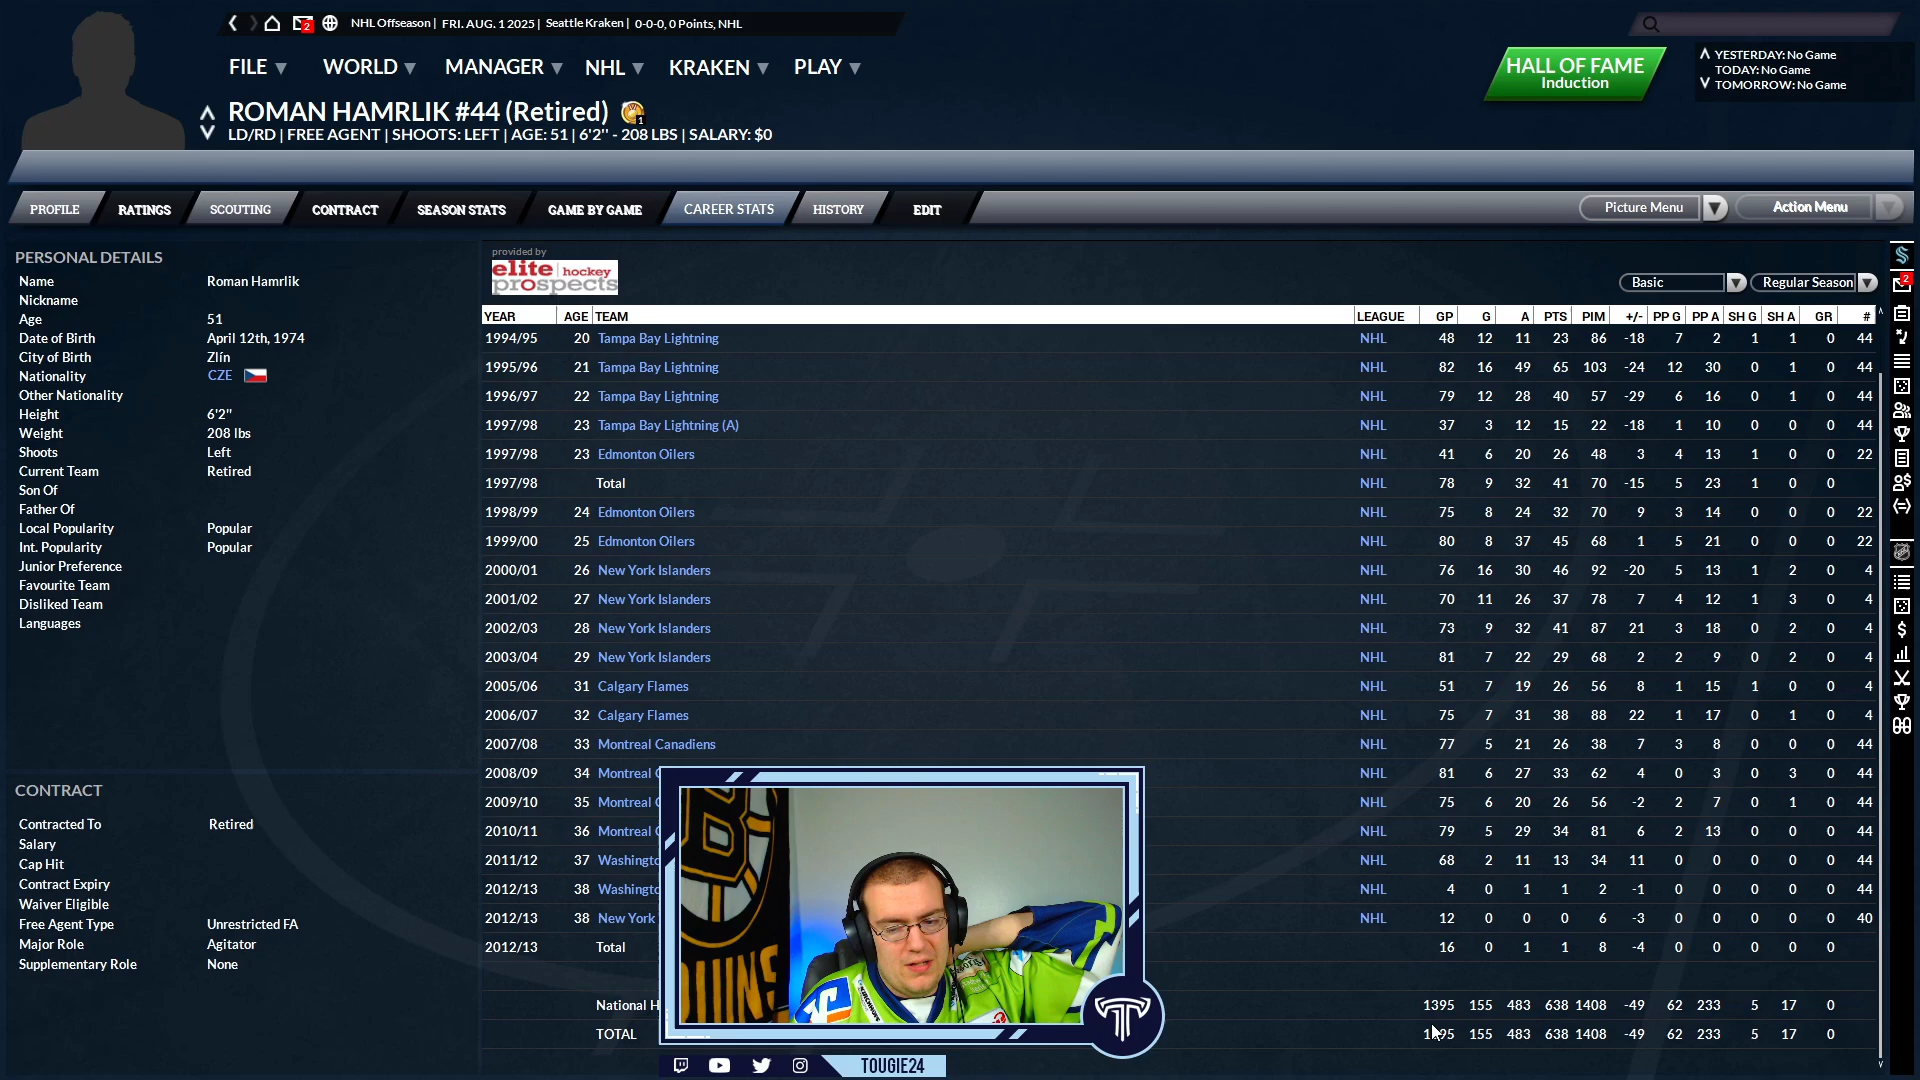 NHL Offseason | FRI. AUG. 1 2025 | Seattle Kraken | 0-0-0, 0 Points, NHL
2
FILE WORLD MANAGER NHL KRAKEN PLAY
HALL OF FAME
Induction
YESTERDAY: No Game
TODAY: No Game
TOMORROW: No Game
ROMAN HAMRLIK #44 (Retired) 1
LD/RD | FREE AGENT | SHOOTS: LEFT | AGE: 51 | 6'2'' - 208 LBS | SALARY: $0
PROFILE RATINGS SCOUTING CONTRACT SEASON STATS GAME BY GAME CAREER STATS HISTORY EDIT Picture Menu Action Menu
PERSONAL DETAILS
Name Roman Hamrlik
Nickname
Age 51
Date of Birth April 12th, 1974
City of Birth Zlín
Nationality CZE
Other Nationality
Height 6'2''
Weight 208 lbs
Shoots Left
Current Team Retired
Son Of
Father Of
Local Popularity Popular
Int. Popularity Popular
Junior Preference
Favourite Team
Disliked Team
Languages
CONTRACT
Contracted To Retired
Salary
Cap Hit
Contract Expiry
Waiver Eligible
Free Agent Type Unrestricted FA
Major Role Agitator
Supplementary Role None
provided by
elite hockey
prospects
Basic Regular Season
2
YEAR AGE TEAM LEAGUE GP G A PTS PIM +/- PP G PP A SH G SH A GR #
1994/95 20 Tampa Bay Lightning NHL 48 12 11 23 86 -18 7 2 1 1 0 44
1995/96 21 Tampa Bay Lightning NHL 82 16 49 65 103 -24 12 30 0 1 0 44
1996/97 22 Tampa Bay Lightning NHL 79 12 28 40 57 -29 6 16 0 1 0 44
1997/98 23 Tampa Bay Lightning (A) NHL 37 3 12 15 22 -18 1 10 0 0 0 44
1997/98 23 Edmonton Oilers NHL 41 6 20 26 48 3 4 13 1 0 0 22
1997/98 Total NHL 78 9 32 41 70 -15 5 23 1 0 0
1998/99 24 Edmonton Oilers NHL 75 8 24 32 70 9 3 14 0 0 0 22
1999/00 25 Edmonton Oilers NHL 80 8 37 45 68 1 5 21 0 0 0 22
2000/01 26 New York Islanders NHL 76 16 30 46 92 -20 5 13 1 2 0 4
2001/02 27 New York Islanders NHL 70 11 26 37 78 7 4 12 1 3 0 4
2002/03 28 New York Islanders NHL 73 9 32 41 87 21 3 18 0 2 0 4
2003/04 29 New York Islanders NHL 81 7 22 29 68 2 2 9 0 2 0 4
2005/06 31 Calgary Flames NHL 51 7 19 26 56 8 1 15 1 0 0 4
2006/07 32 Calgary Flames NHL 75 7 31 38 88 22 1 17 0 1 0 4
2007/08 33 Montreal Canadiens NHL 77 5 21 26 38 7 3 8 0 0 0 44
2008/09 34 Montreal NHL 81 6 27 33 62 4 0 3 0 3 0 44
2009/10 35 Montreal NHL 75 6 20 26 56 -2 2 7 0 1 0 44
2010/11 36 Montreal NHL 79 5 29 34 81 6 2 13 0 0 0 44
2011/12 37 Washingto NHL 68 2 11 13 34 11 0 0 0 0 0 44
2012/13 38 Washingto NHL 4 0 1 1 2 -1 0 0 0 0 0 44
2012/13 38 New York NHL 12 0 0 0 6 -3 0 0 0 0 0 40
2012/13 Total 16 0 1 1 8 -4 0 0 0 0 0
National H 1395 155 483 638 1408 -49 62 233 5 17 0
TOTAL 1395 155 483 638 1408 -49 62 233 5 17 0
TOUGIE24